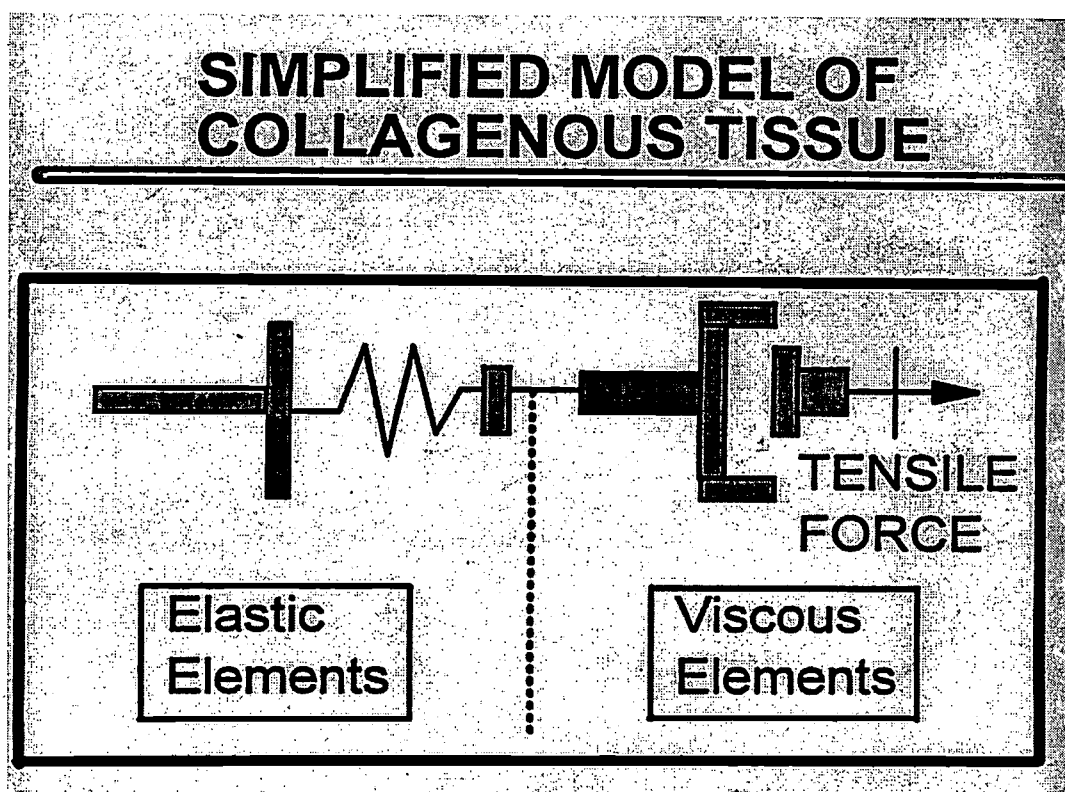 SIMPLIFIED MODEL OF
COLLAGENOUS TISSUE
TENSILE
FORCE
Elastic
Elements
Viscous
Elements